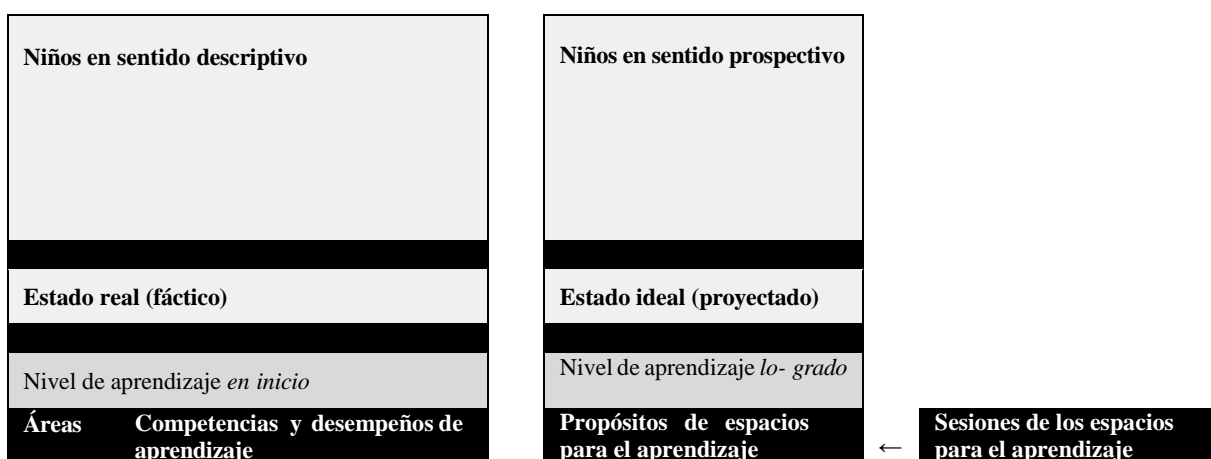 Niños en sentido descriptivo
Niños en sentido prospectivo
Estado real (fáctico)
Estado ideal (proyectado)
Nivel de aprendizaje en inicio
Nivel de aprendizaje lo- grado
Áreas
Competencias y desempeños de
aprendizaje
Propósitos de espacios
para el aprendizaje
←
Sesiones de los espacios
para el aprendizaje